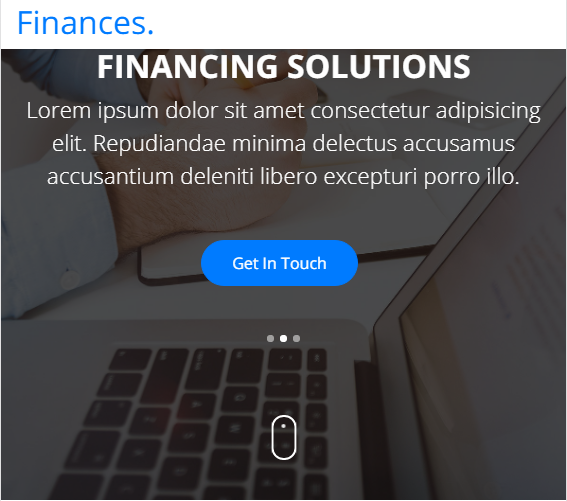 Finances.
FINANCING SOLUTIONS
Lorem ipsum dolor sit amet consectetur adipisicing
elit. Repudiandae minima delectus accusamus
accusantium deleniti libero excepturi porro illo.
Get In Touch